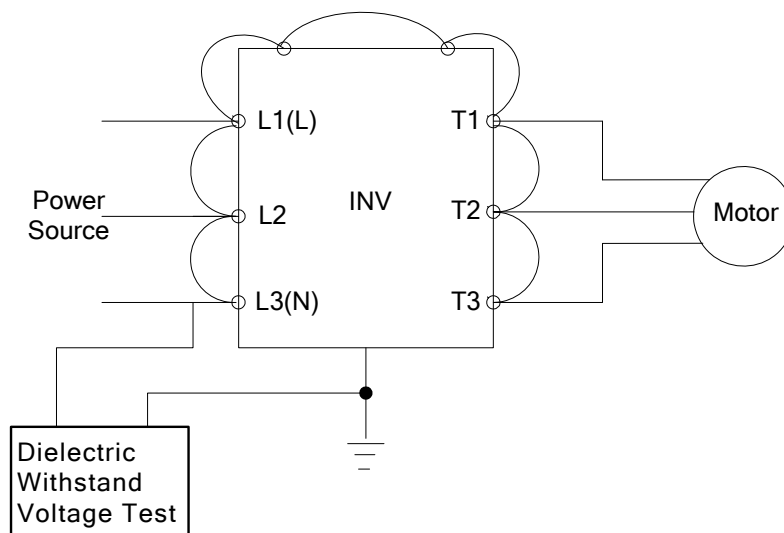 L1(L)
T1
Power
Source
L2
INV
T2
Motor
L3(N)
T3
Dielectric
Withstand
Voltage Test